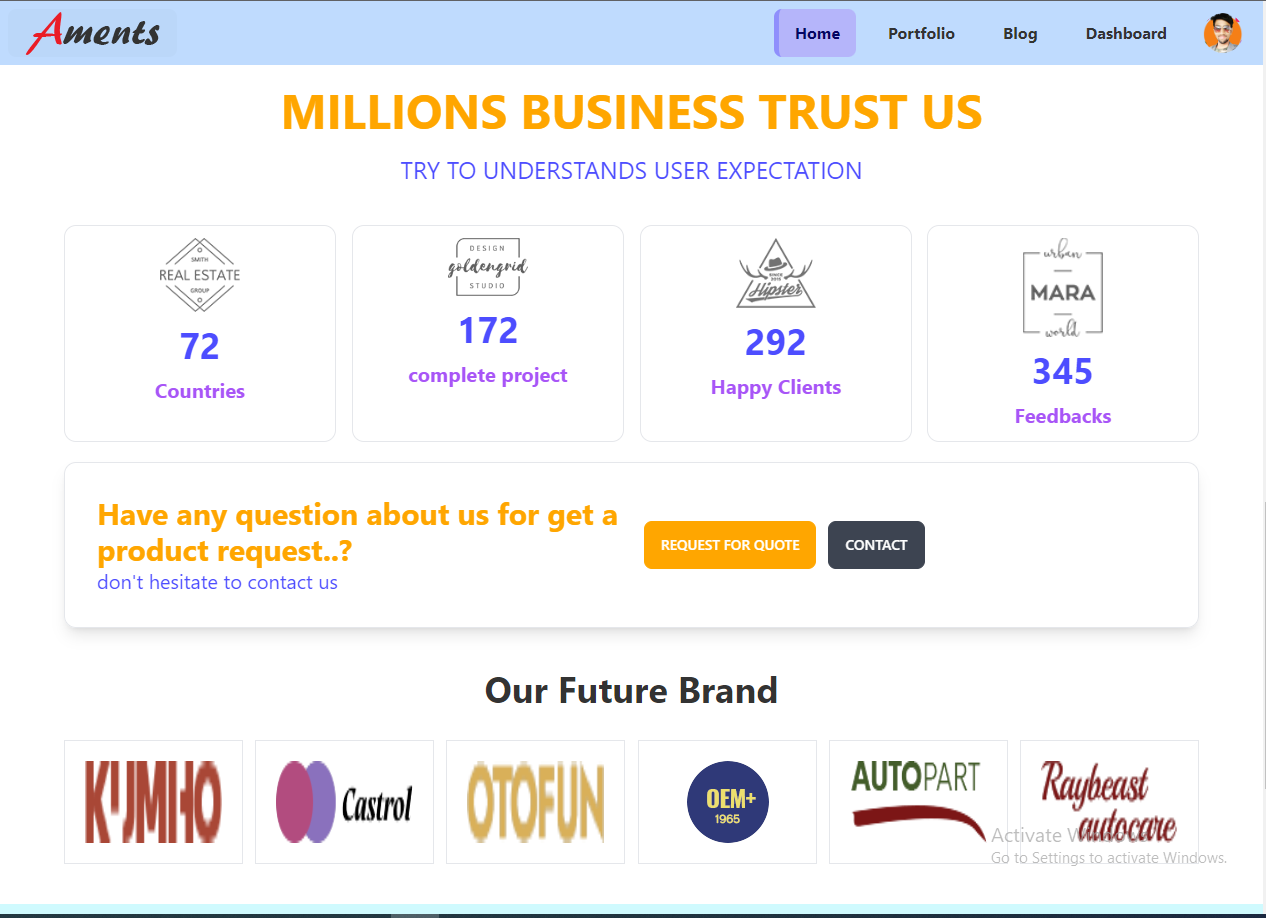 Aments
Home
Portfolio
Blog
Dashboard
MILLIONS BUSINESS TRUST US
TRY TO UNDERSTANDS USER EXPECTATION
SMITH
REAL ESTATE
GROUP
72
Countries
DESIGN
goldengrid
STUDIO
172
complete project
SINCE
2015
Hipster
292
Happy Clients
urban
MARA
world
345
Feedbacks
Have any question about us for get a
product request..?
don't hesitate to contact us
REQUEST FOR QUOTE
CONTACT
Our Future Brand
KUMHO
Castrol
OTOFUN
OEM+
1965
AUTOPART
Raybeast
autocare
Activate Windows
Go to Settings to activate Windows.